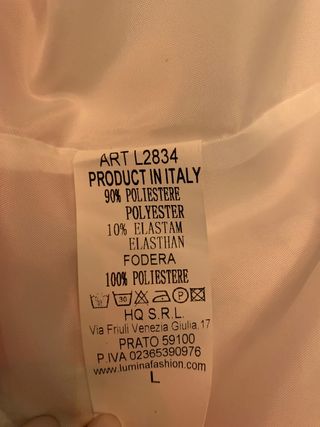 ART L2834
PRODUCT IN ITALY
90% POLIESTERE
POLYESTER
10% ELASTAM
ELASTHAN
FODERA
100% POLIESTERE
30 P
HQ S.R.L.
Via Friuli Venezia Giulia,17
PRATO 59100
P.IVA 02365390976
www.luminafashion.com
L